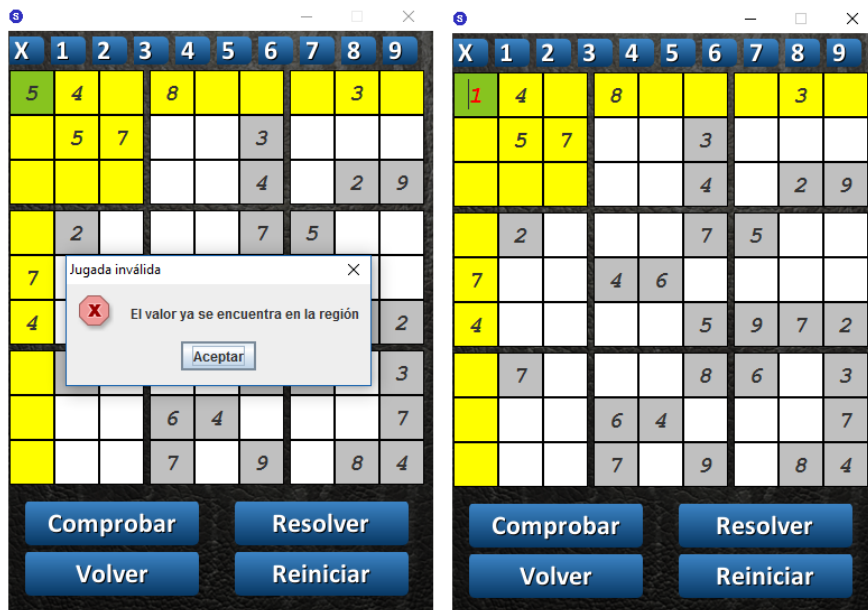 S
X 1 2 3 4 5 6 7 8 9
5 4 8 3
5 7 3
4 2 9
2 7 5
7
4 2
3
6 4 7
7 9 8 4
Jugada inválida
X
El valor ya se encuentra en la región
Aceptar
Comprobar Resolver
Volver Reiniciar
S
X 1 2 3 4 5 6 7 8 9
1 4 8 3
5 7 3
4 2 9
2 7 5
7 4 6
4 5 9 7 2
7 8 6 3
6 4 7
7 9 8 4
Comprobar Resolver
Volver Reiniciar